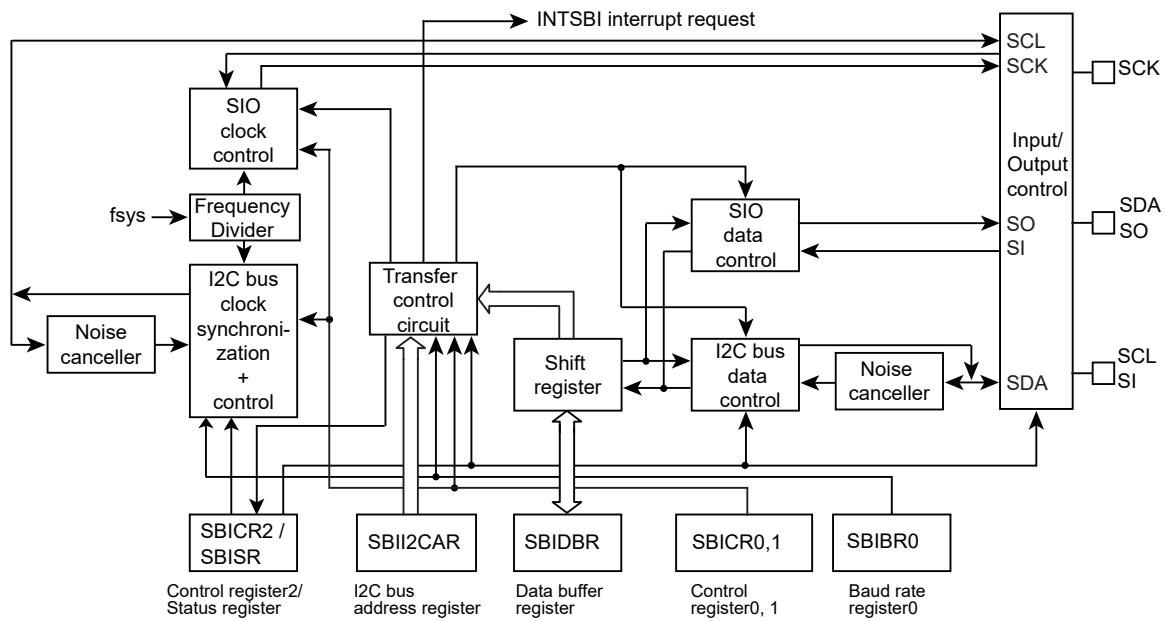 INTSBI interrupt request
SCL
SCK
SCK
SIO
clock
control
Input/
Output
control
fsys
Frequency
Divider
SIO
data
control
SO
SI
SDA
SO
I2C bus
clock
synchroni-
zation
+
control
Transfer
control
circuit
Noise
canceller
Shift
register
I2C bus
data
control
Noise
canceller
SDA
SCL
SI
SBICR2 /
SBISR
SBII2CAR
SBIDBR
SBICR0,1
SBIBR0
Control register2/
Status register
I2C bus
address register
Data buffer
register
Control
register0, 1
Baud rate
register0